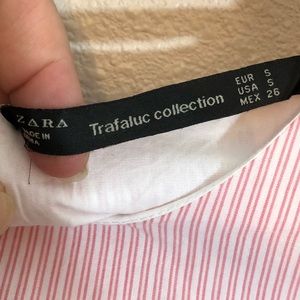 ZARA
MADE IN
Trafaluc collection
EUR S
USA S
MEX 26